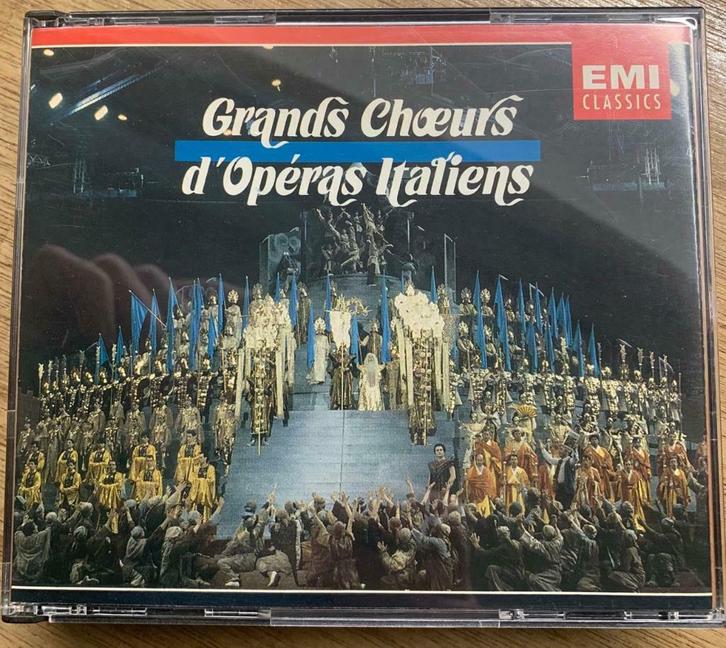 EMI
CLASSICS
Grands Chœurs
d'Opéras Italiens